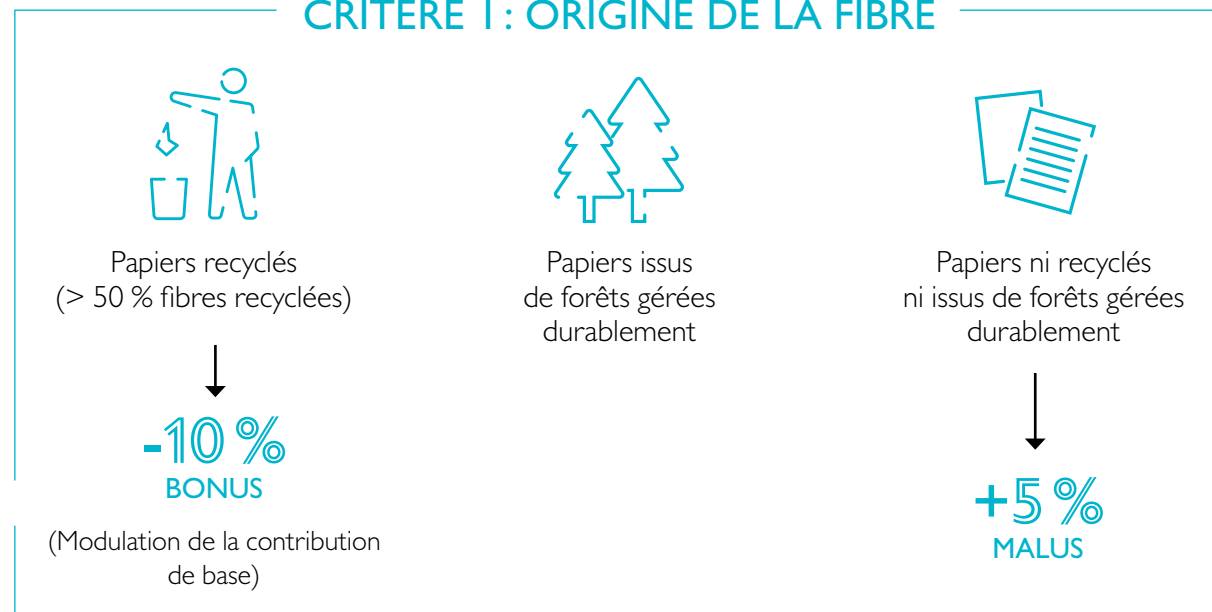 CRITÈRE 1 : ORIGINE DE LA FIBRE
Papiers recyclés
(> 50 % fibres recyclées)
-10 %
BONUS
(Modulation de la contribution
de base)
Papiers issus
de forêts gérées
durablement
Papiers ni recyclés
ni issus de forêts gérées
durablement
+5 %
MALUS